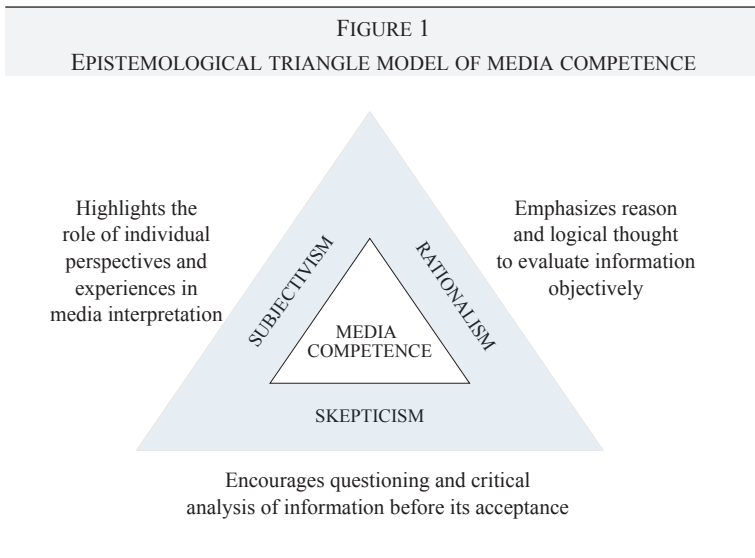 FIGURE 1
EPISTEMOLOGICAL TRIANGLE MODEL OF MEDIA COMPETENCE
Highlights the
role of individual
perspectives and
experiences in
media interpretation
SUBJECTIVISM
RATIONALISM
Emphasizes reason
and logical thought
to evaluate information
objectively
MEDIA
COMPETENCE
SKEPTICISM
Encourages questioning and critical
analysis of information before its acceptance